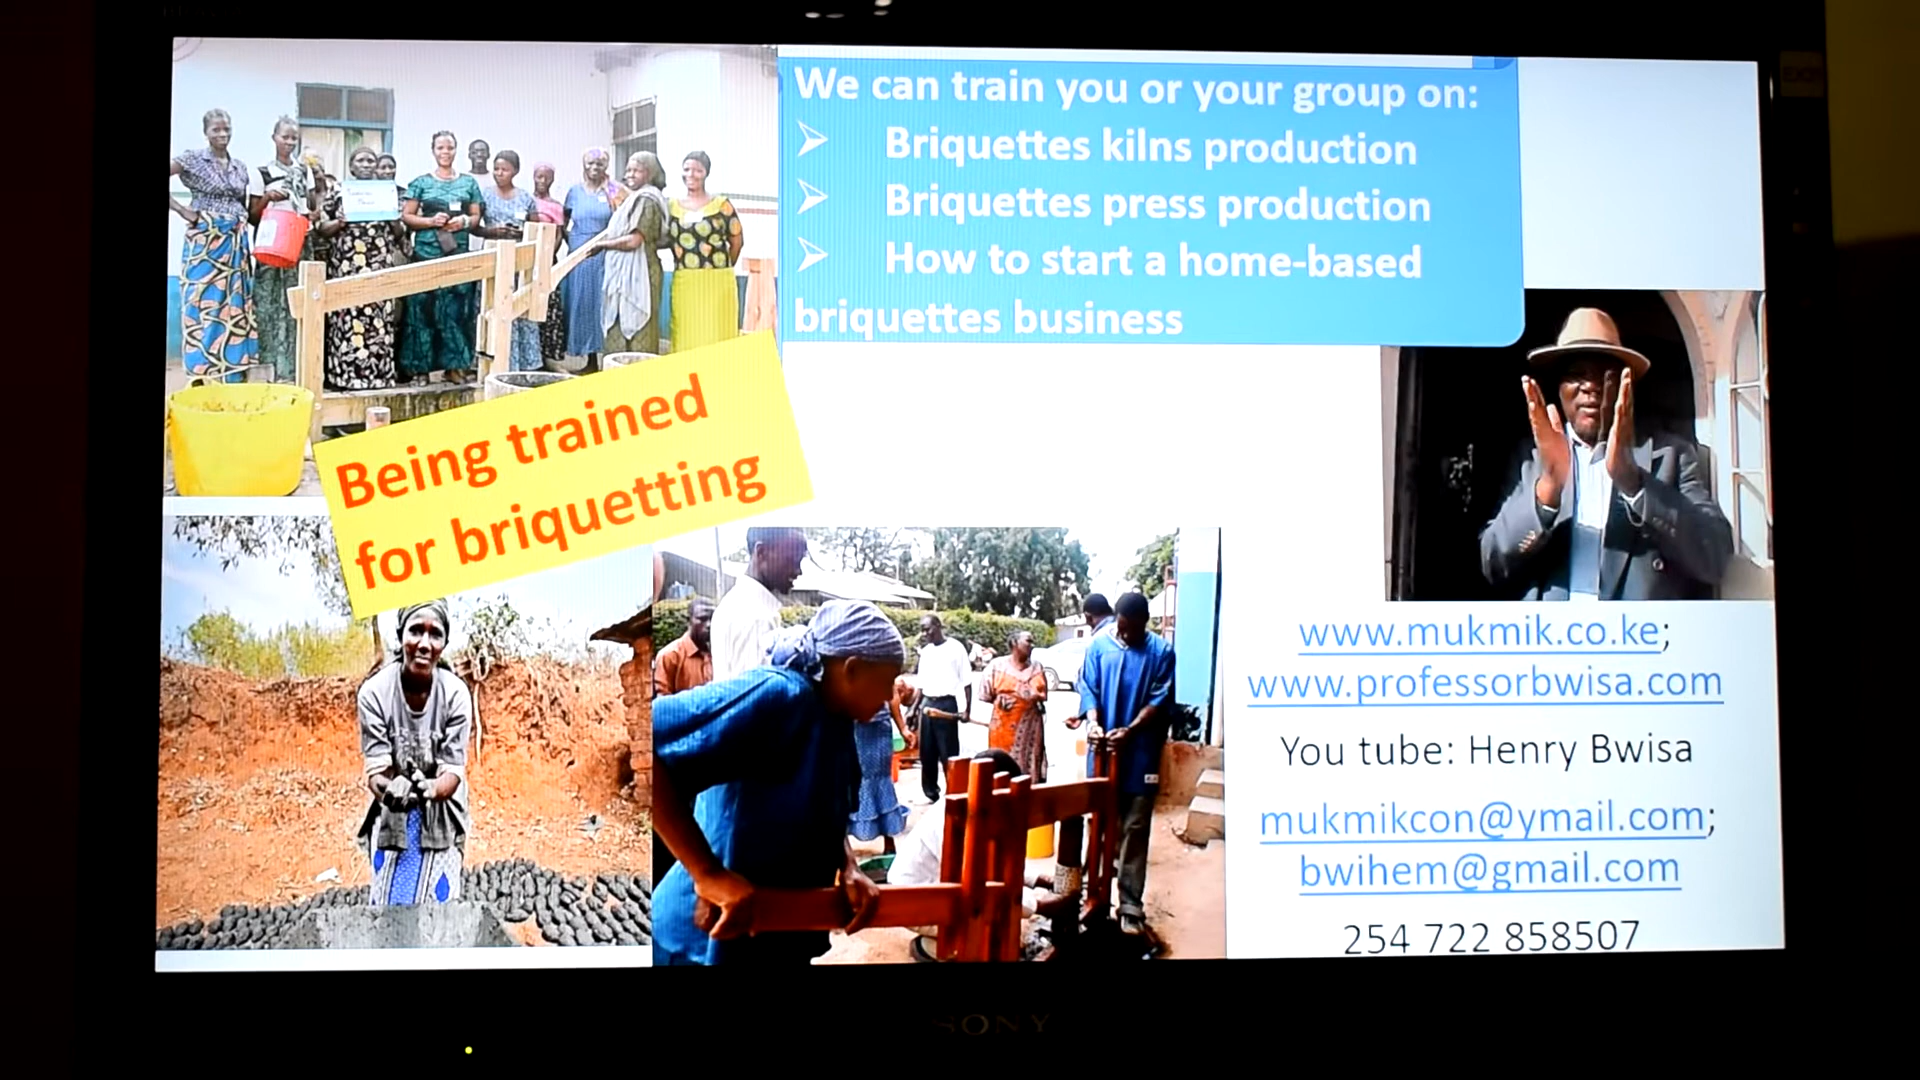 We can train you or your group on:
➢ Briquettes kilns production
➢ Briquettes press production
➢ How to start a home-based
briquettes business
Being trained
for briquetting
www.mukmik.co.ke;
www.professorbwisa.com
You tube: Henry Bwisa
mukmikcon@ymail.com;
bwihem@gmail.com
254 722 858507
SONY